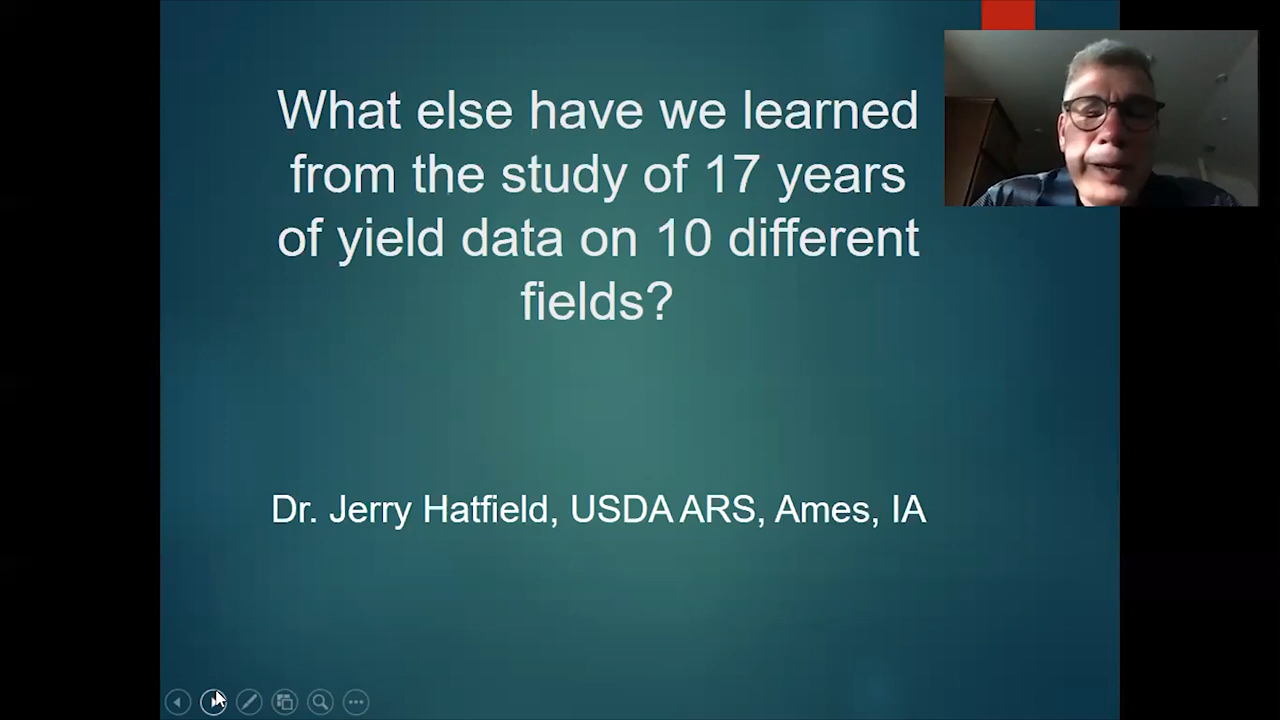 What else have we learned
from the study of 17 years
of yield data on 10 different
fields?
Dr. Jerry Hatfield, USDA ARS, Ames, IA